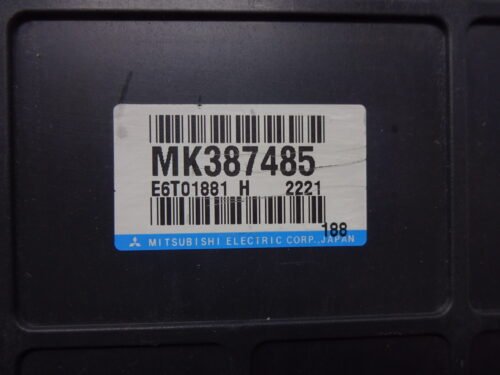 MK387485
E6T01881 H 2221
188
MITSUBISHI ELECTRIC CORP., JAPAN